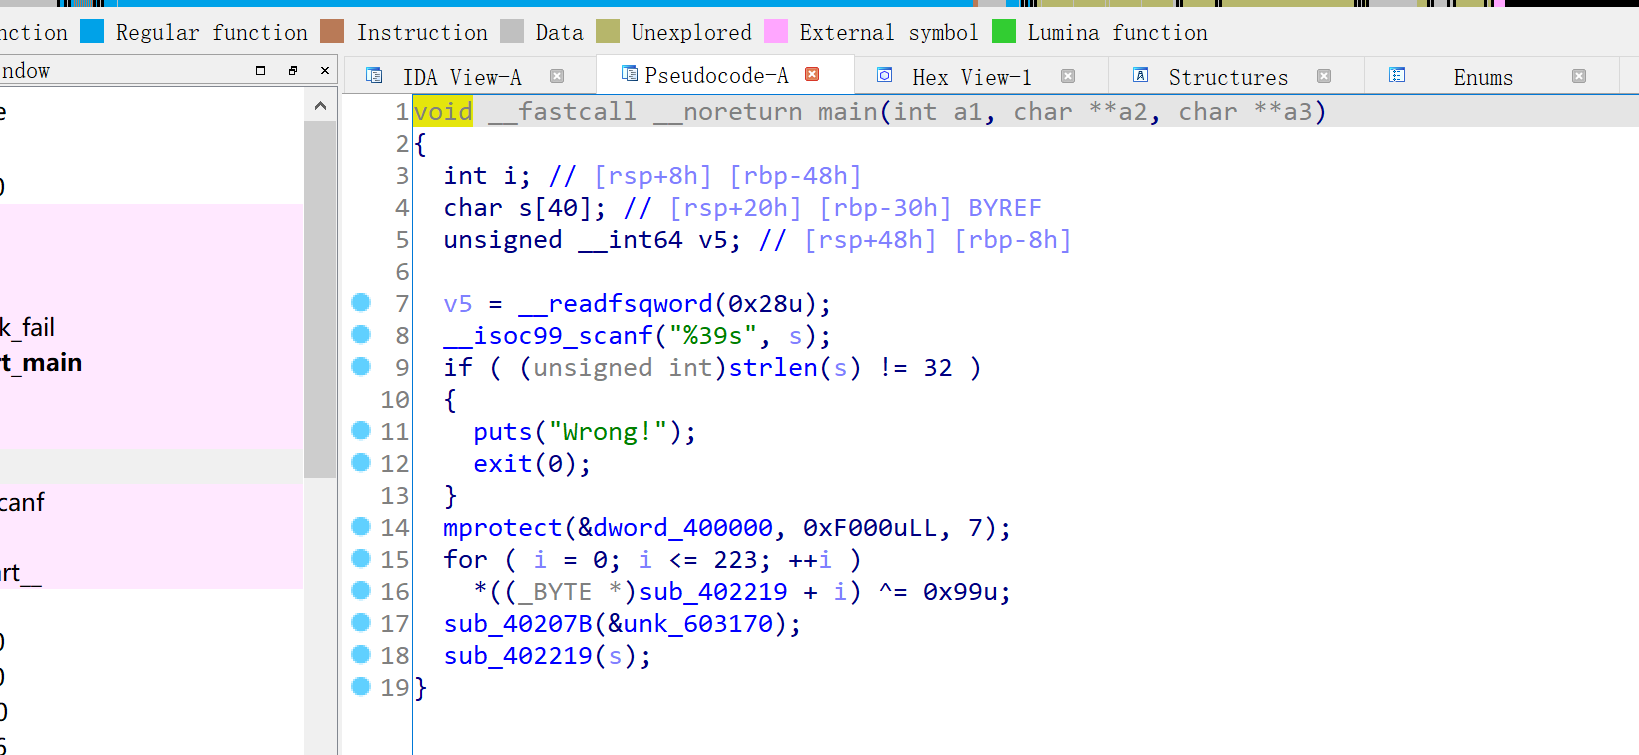 nction Regular function Instruction Data Unexplored External symbol Lumina function
ndow
IDA View-A Pseudocode-A Hex View-1 Structures Enums
e
0
k_fail
t_main
canf
rt__
0
0
0
6
1 void __fastcall __noreturn main(int a1, char **a2, char **a3)
2 {
3 int i; // [rsp+8h] [rbp-48h]
4 char s[40]; // [rsp+20h] [rbp-30h] BYREF
5 unsigned __int64 v5; // [rsp+48h] [rbp-8h]
6
7 v5 = __readfsqword(0x28u);
8 __isoc99_scanf("%39s", s);
9 if ( (unsigned int)strlen(s) != 32 )
10 {
11 puts("Wrong!");
12 exit(0);
13 }
14 mprotect(&dword_400000, 0xF000uLL, 7);
15 for ( i = 0; i <= 223; ++i )
16 *((_BYTE *)sub_402219 + i) ^= 0x99u;
17 sub_40207B(&unk_603170);
18 sub_402219(s);
19 }